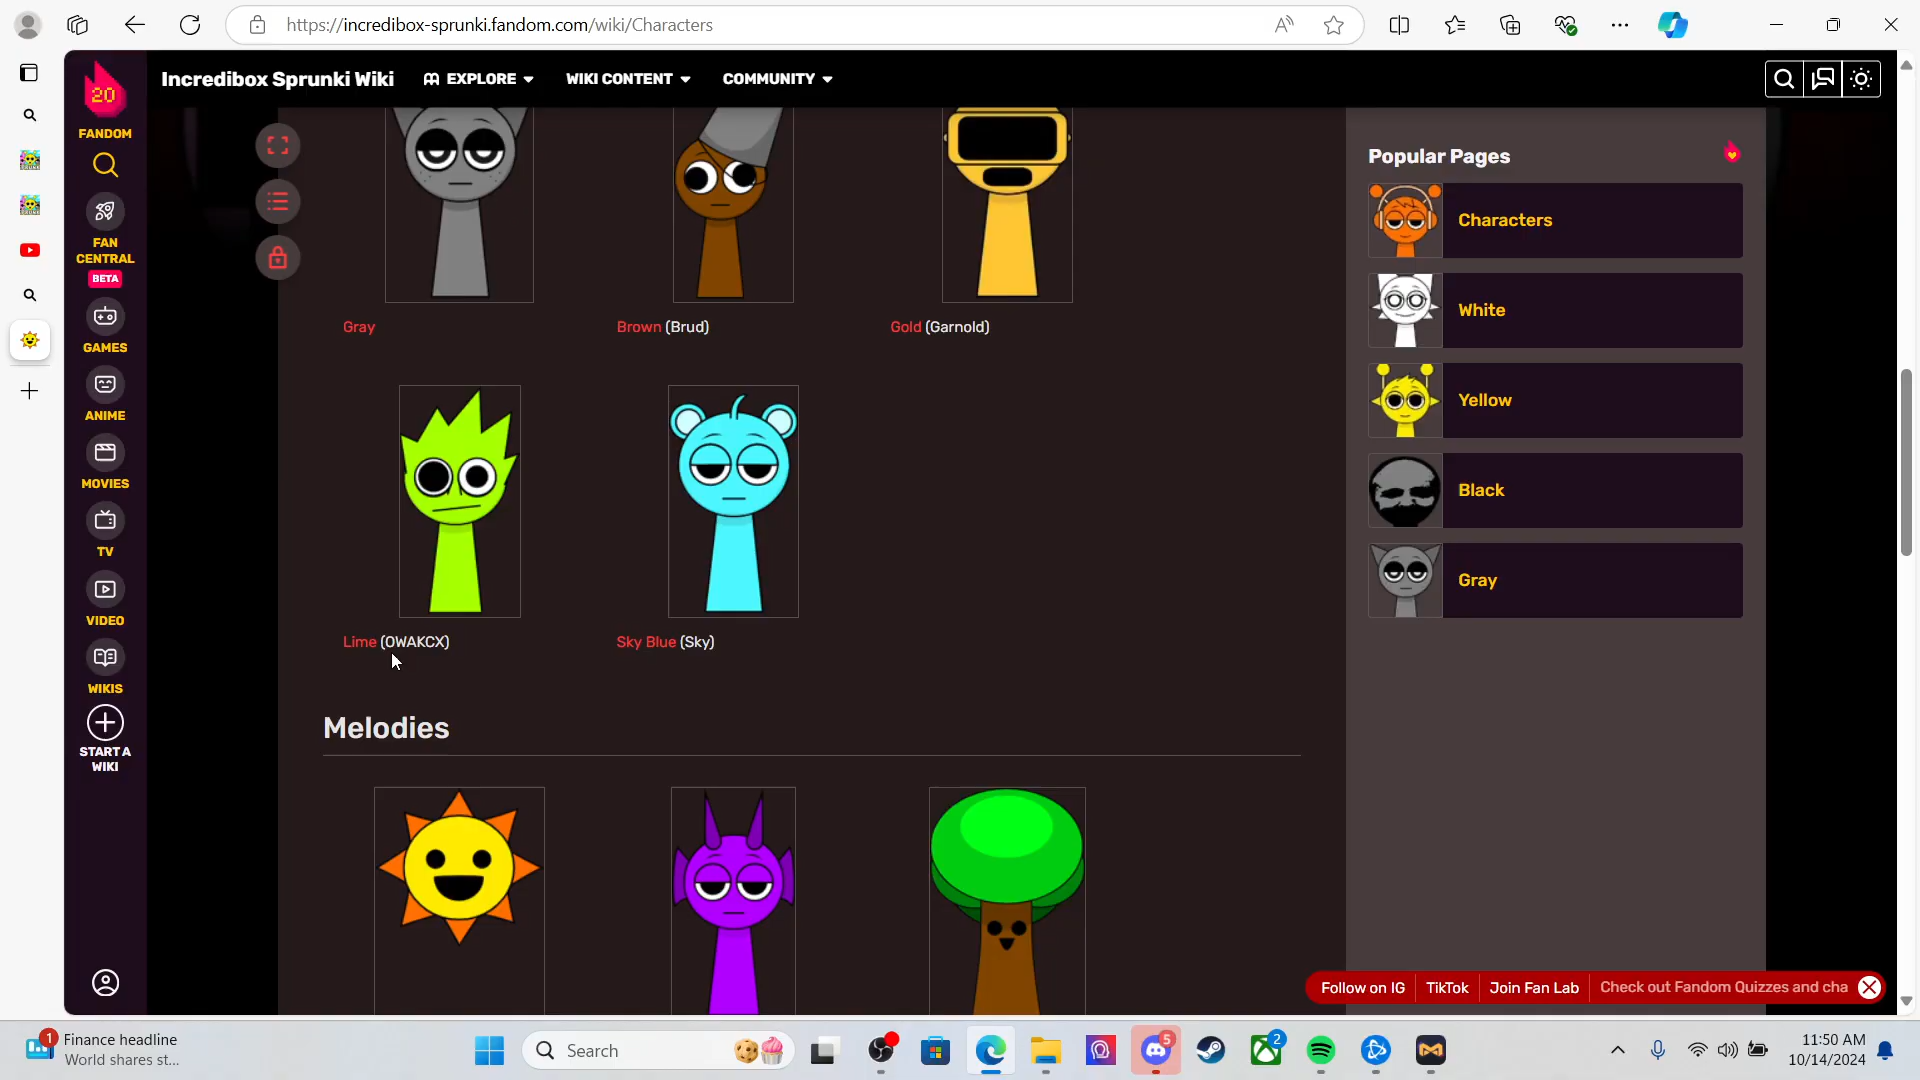 https://incredibox-sprunki.fandom.com/wiki/Characters
20
FANDOM
Incredibox Sprunki Wiki
EXPLORE
WIKI CONTENT
COMMUNITY
FAN CENTRAL
BETA
GAMES
ANIME
MOVIES
TV
VIDEO
WIKIS
START A
WIKI
Gray
Brown (Brud)
Gold (Garnold)
Lime (OWAKCX)
Sky Blue (Sky)
Melodies
Popular Pages
Characters
White
Yellow
Black
Gray
Follow on IG
TikTok
Join Fan Lab
Check out Fandom Quizzes and cha
1
Finance headline
World shares st...
Search
5
2
11:50 AM
10/14/2024